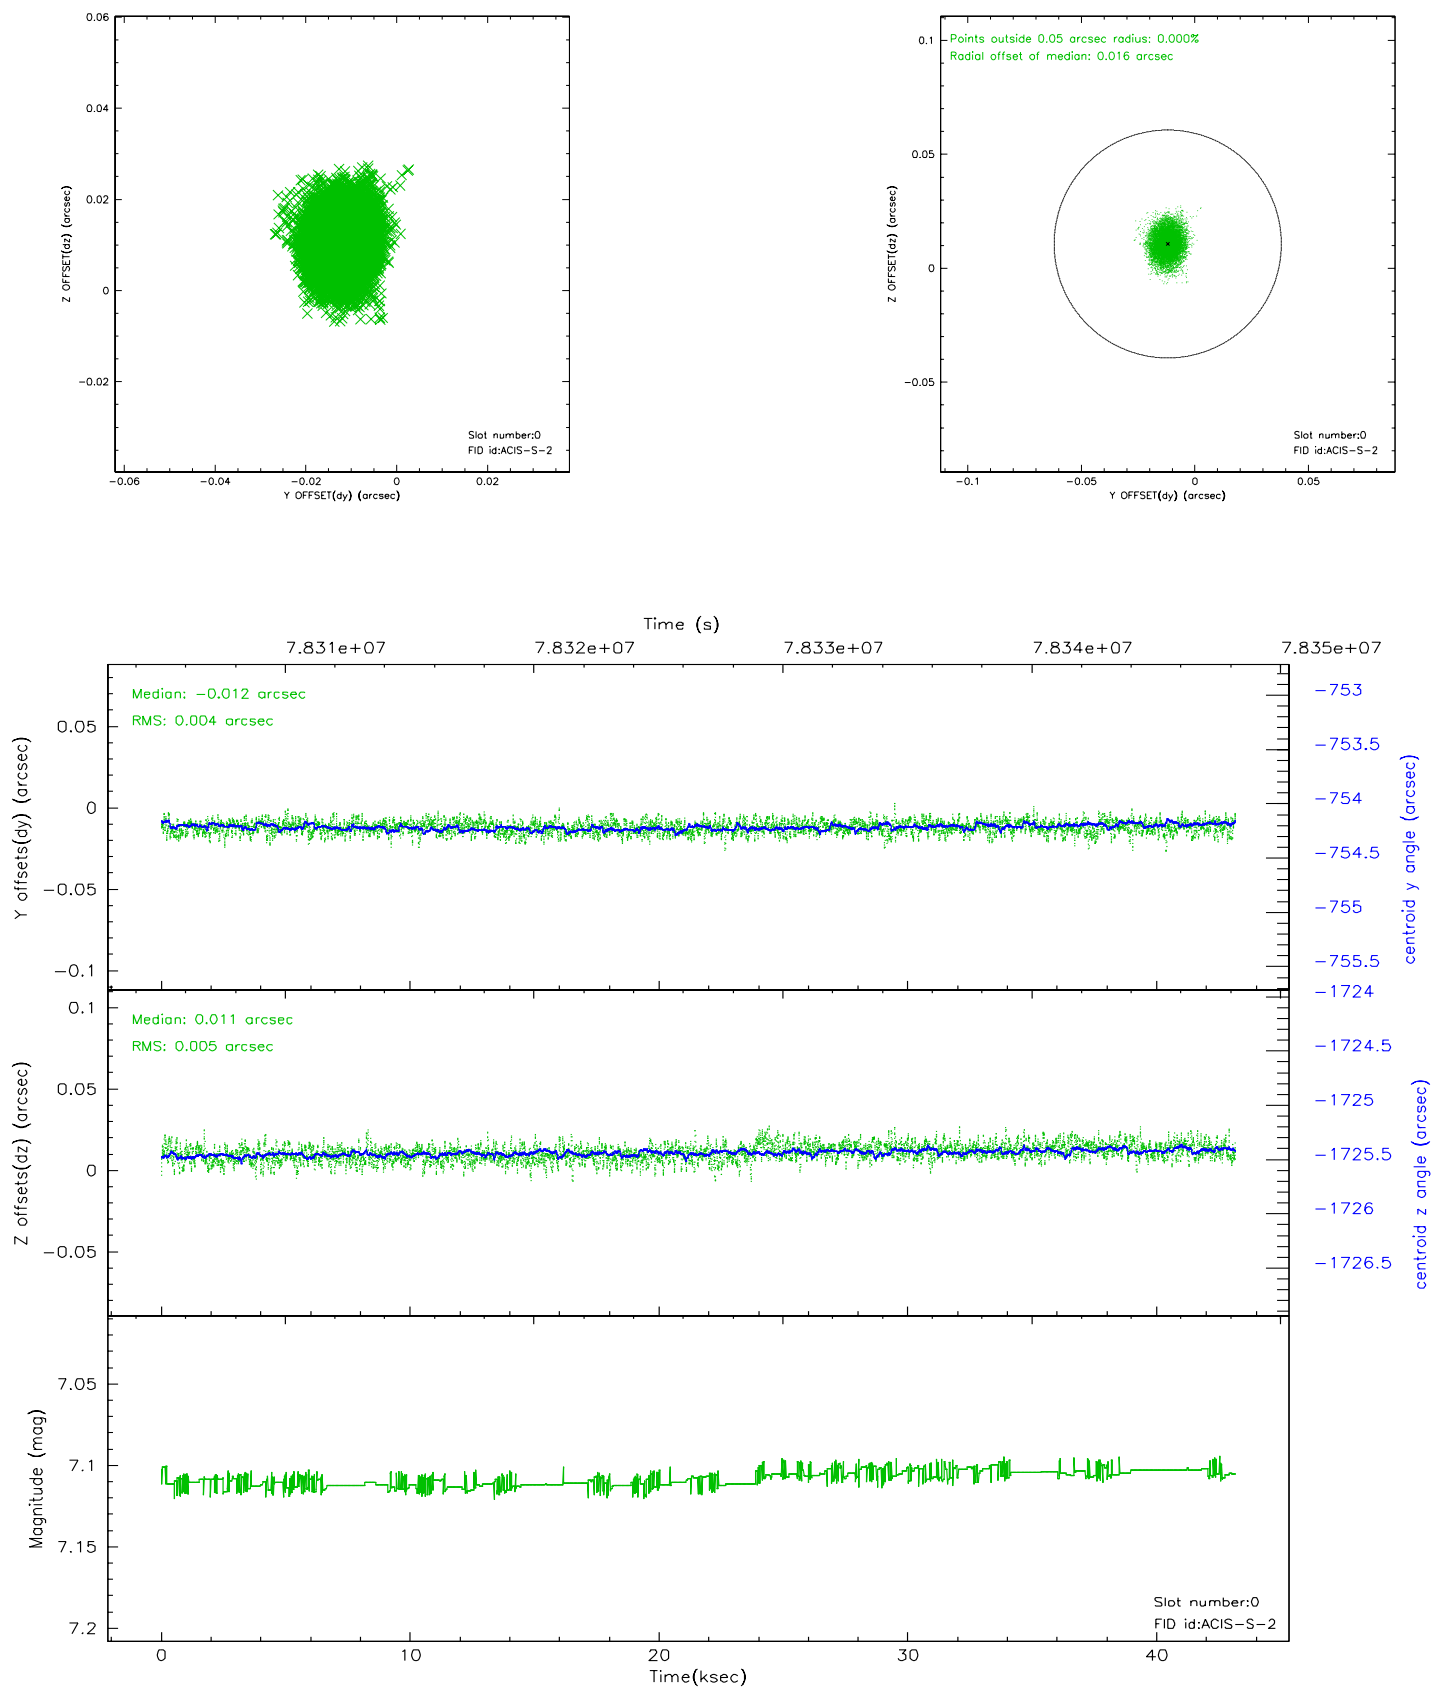 0.06
0.04
0.02
0
-0.02
Z OFFSET(dz) (arcsec)
-0.06 -0.04 -0.02 0 0.02
Y OFFSET(dy) (arcsec)
Slot number:0
FID id:ACIS-S-2
Points outside 0.05 arcsec radius: 0.000%
Radial offset of median: 0.016 arcsec
0.1
0.05
0
-0.05
Z OFFSET(dz) (arcsec)
-0.1 -0.05 0 0.05
Y OFFSET(dy) (arcsec)
Slot number:0
FID id:ACIS-S-2
Time (s)
7.831e+07 7.832e+07 7.833e+07 7.834e+07 7.835e+07
Median: -0.012 arcsec
RMS: 0.004 arcsec
0.05
0
-0.05
-0.1
Y offsets(dy) (arcsec)
-753
-753.5
-754
-754.5
-755
-755.5
centroid y angle (arcsec)
Median: 0.011 arcsec
RMS: 0.005 arcsec
0.1
0.05
0
-0.05
Z offsets(dz) (arcsec)
-1724
-1724.5
-1725
-1725.5
-1726
-1726.5
centroid z angle (arcsec)
7.05
7.1
7.15
7.2
Magnitude (mag)
Slot number:0
FID id:ACIS-S-2
0 10 20 30 40
Time(ksec)